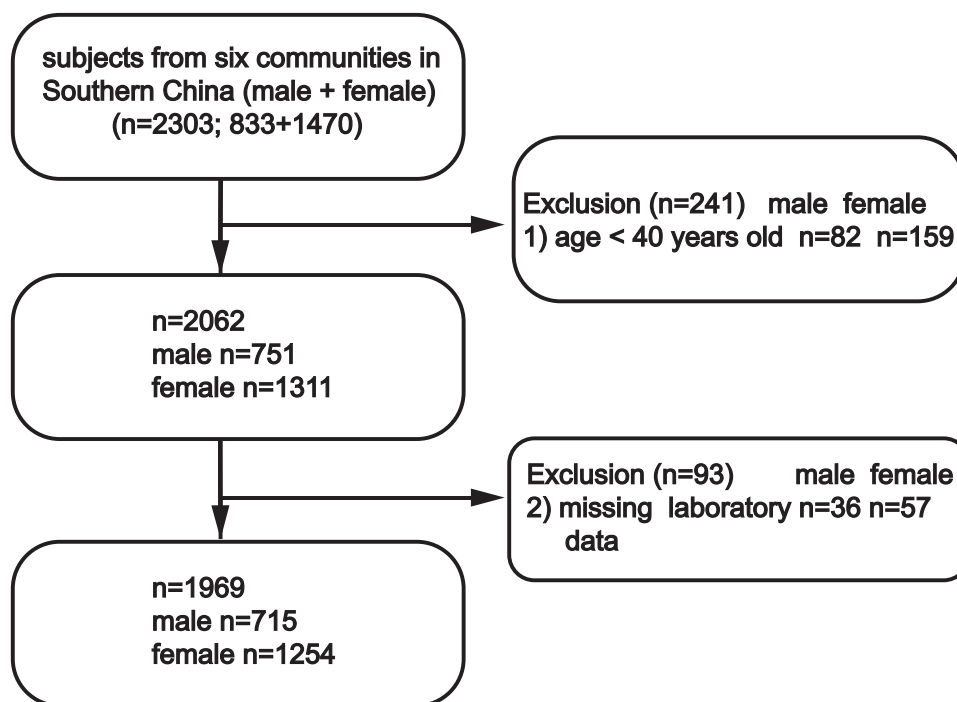 subjects from six communities in
Southern China (male + female)
(n=2303; 833+1470)
Exclusion (n=241) male female
1) age < 40 years old n=82 n=159
n=2062
male n=751
female n=1311
Exclusion (n=93) male female
2) missing laboratory n=36 n=57
data
n=1969
male n=715
female n=1254